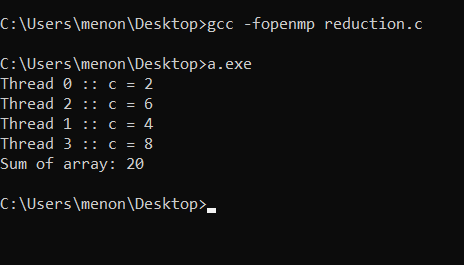 C:\Users\menon\Desktop>gcc -fopenmp reduction.c
C:\Users\menon\Desktop>a.exe
Thread 0 :: c = 2
Thread 2 :: c = 6
Thread 1 :: c = 4
Thread 3 :: c = 8
Sum of array: 20
C:\Users\menon\Desktop>